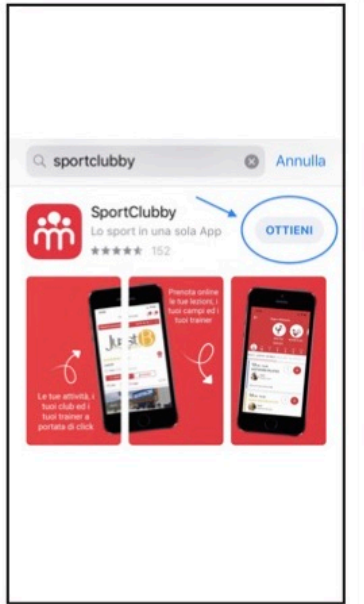 sportclubby
Annulla
SportClubby
Lo sport in una sola App
152
OTTIENI
Le tue attività, i
tuoi club ed i
tuoi trainer a
portata di click
Prenota online
le tue lezioni, i
tuoi campi ed i
tuoi trainer